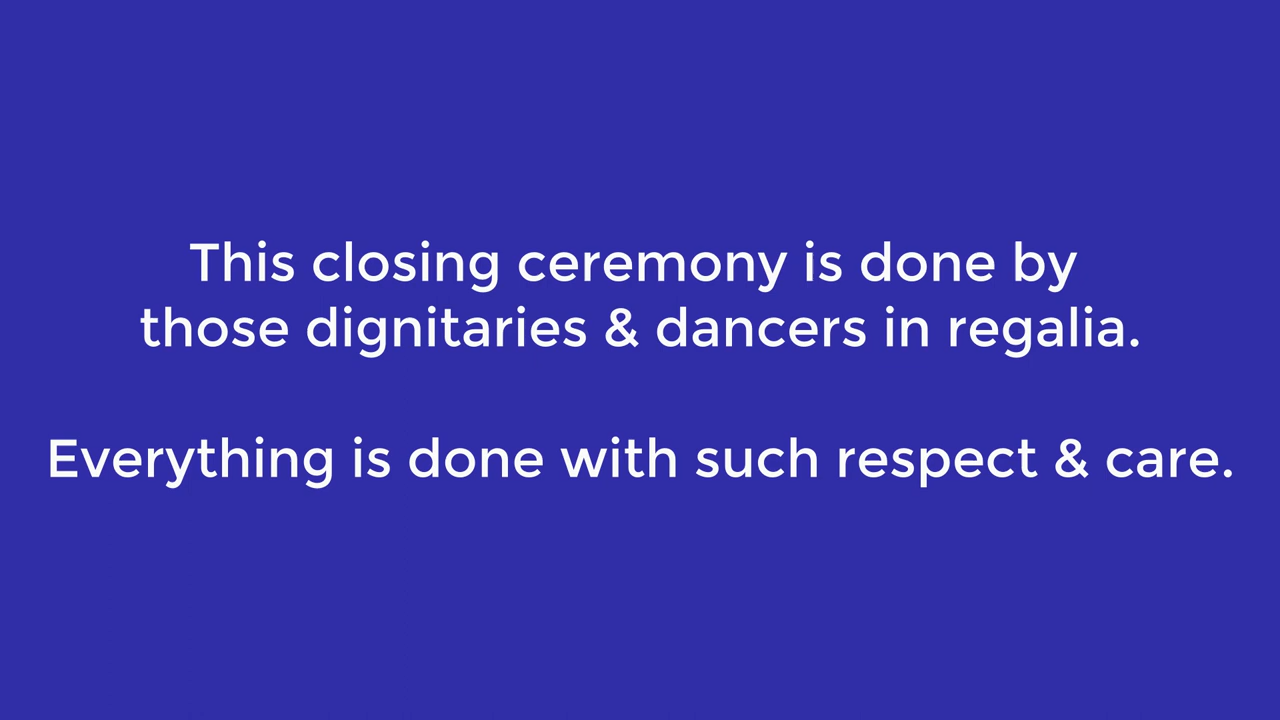 This closing ceremony is done by
those dignitaries & dancers in regalia.
Everything is done with such respect & care.